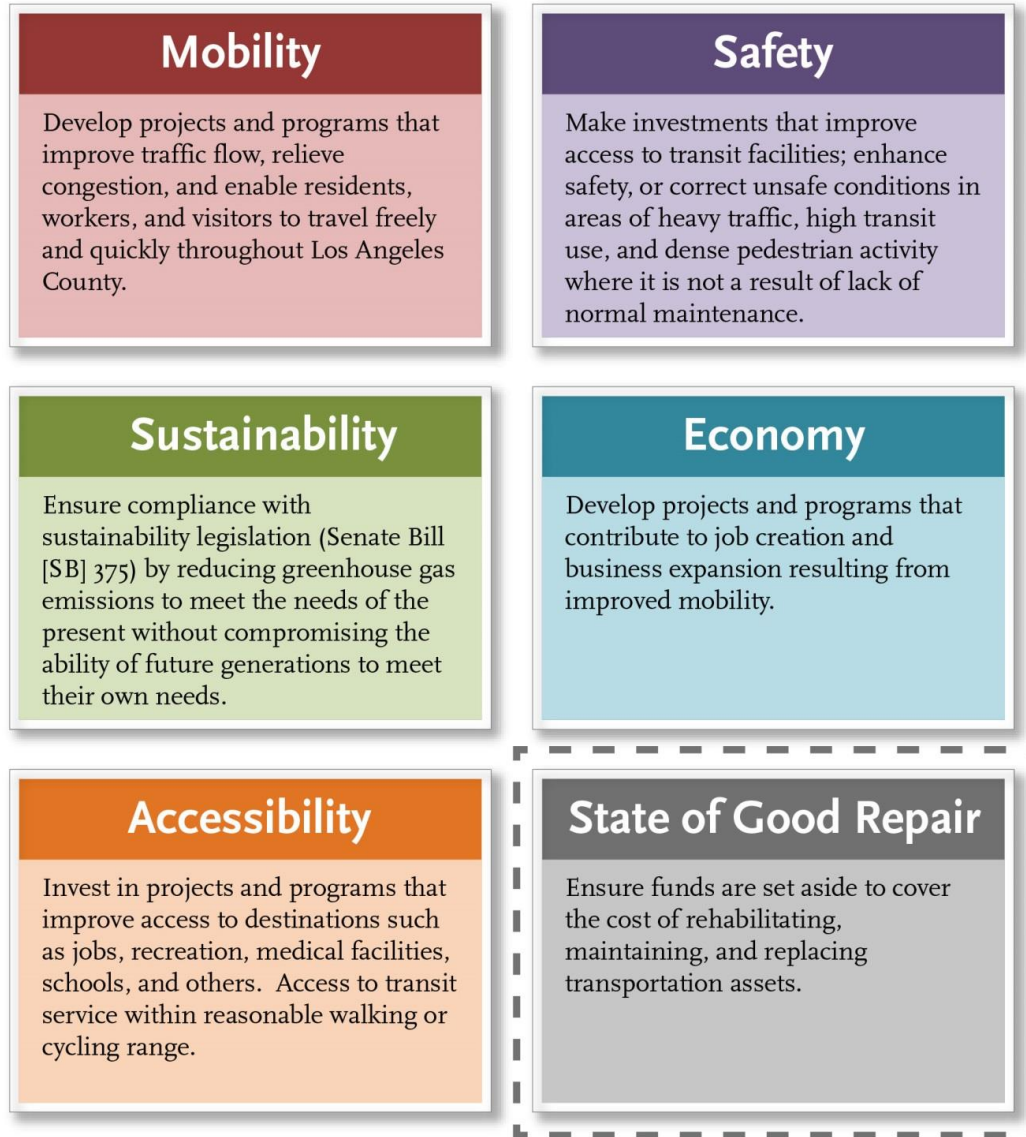 Mobility
Develop projects and programs that
improve traffic flow, relieve
congestion, and enable residents,
workers, and visitors to travel freely
and quickly throughout Los Angeles
County.
Safety
Make investments that improve
access to transit facilities; enhance
safety, or correct unsafe conditions in
areas of heavy traffic, high transit
use, and dense pedestrian activity
where it is not a result of lack of
normal maintenance.
Sustainability
Ensure compliance with
sustainability legislation (Senate Bill
[SB] 375) by reducing greenhouse gas
emissions to meet the needs of the
present without compromising the
ability of future generations to meet
their own needs.
Economy
Develop projects and programs that
contribute to job creation and
business expansion resulting from
improved mobility.
Accessibility
Invest in projects and programs that
improve access to destinations such
as jobs, recreation, medical facilities,
schools, and others.  Access to transit
service within reasonable walking or
cycling range.
State of Good Repair
Ensure funds are set aside to cover
the cost of rehabilitating,
maintaining, and replacing
transportation assets.